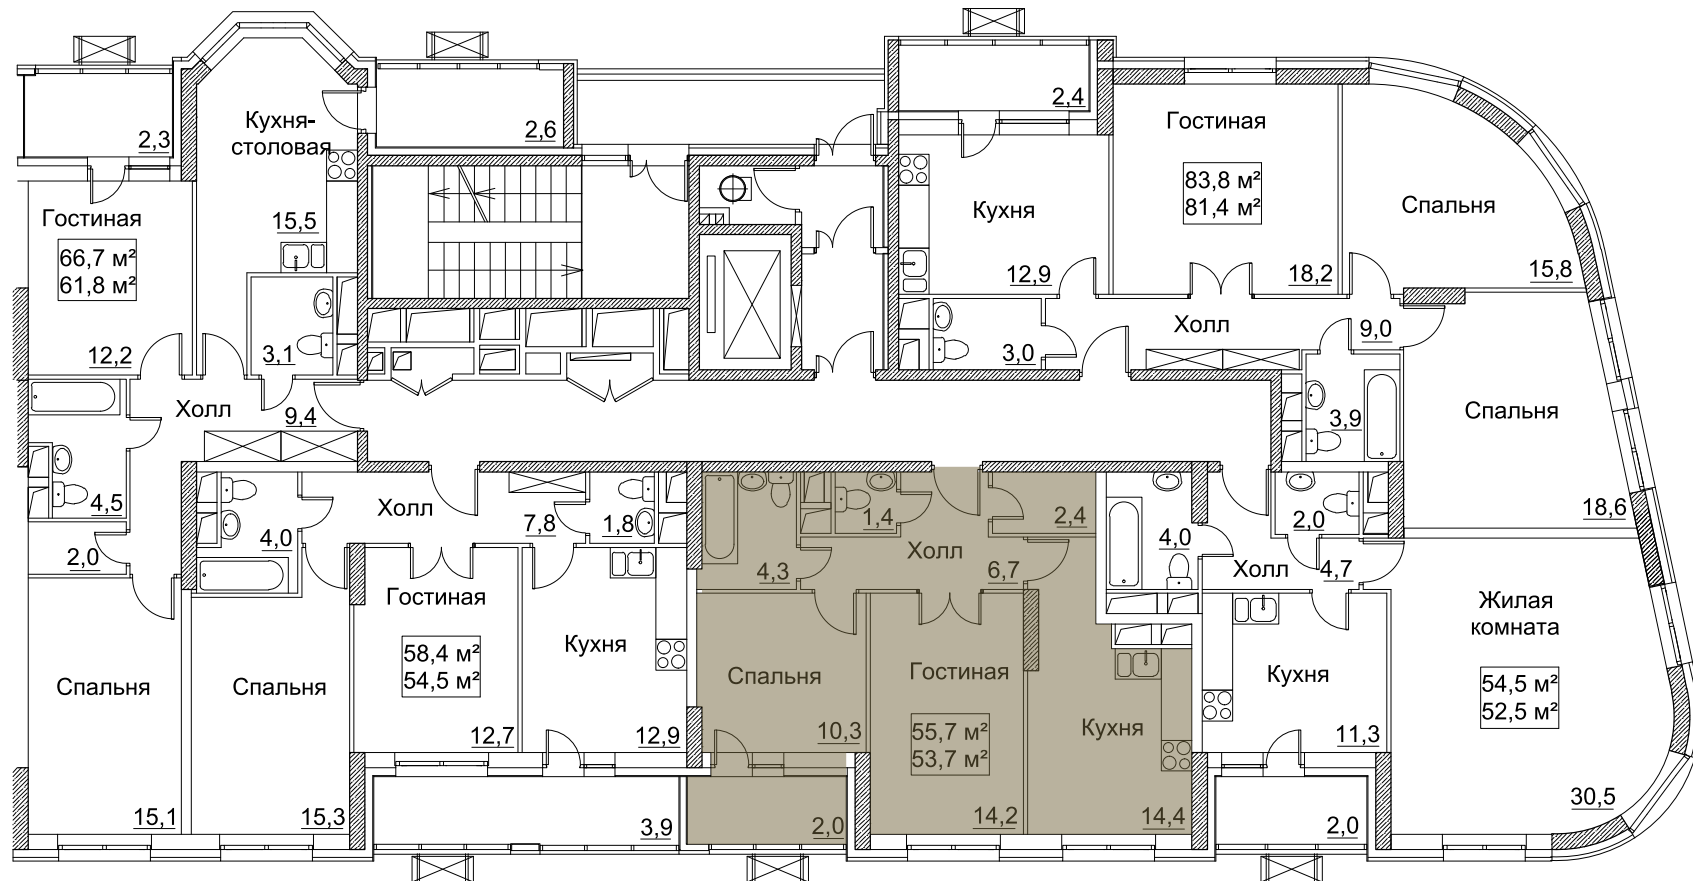 2,3
Кухня-
столовая
2,6
2,4
Гостиная
83,8 м²
81,4 м²
Спальня
Гостиная
66,7 м²
61,8 м²
15,5
Кухня
12,9
18,2
15,8
12,2
3,1
3,0
Холл
9,0
Холл
9,4
3,9
Спальня
4,5
2,0
4,0
Холл
7,8
1,8
1,4
2,4
4,0
2,0
18,6
4,3
Холл
6,7
Холл
4,7
Гостиная
58,4 м²
54,5 м²
Кухня
Жилая
комната
54,5 м²
52,5 м²
Спальня
Спальня
Спальня
Гостиная
55,7 м²
53,7 м²
Кухня
Кухня
12,7
12,9
10,3
11,3
15,1
15,3
3,9
2,0
14,2
14,4
2,0
30,5